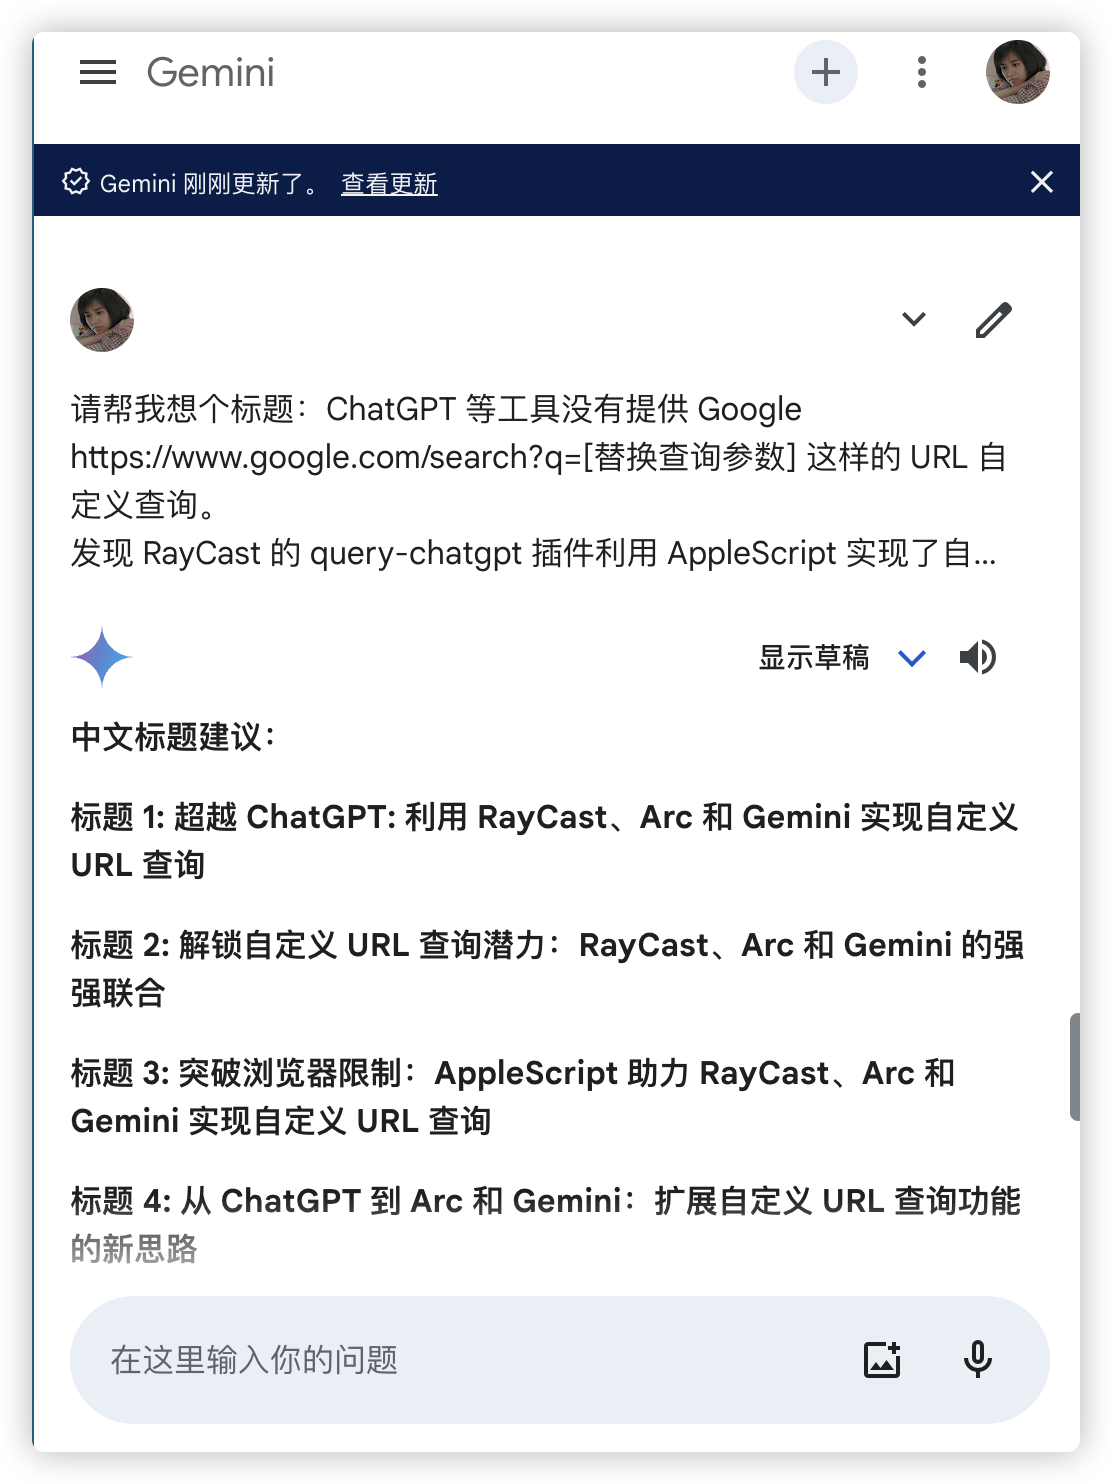 Gemini
Gemini 刚刚更新了。 查看更新
请帮我想个标题：ChatGPT 等工具没有提供 Google
https://www.google.com/search?q=[替换查询参数] 这样的 URL 自
定义查询。
发现 RayCast 的 query-chatgpt 插件利用 AppleScript 实现了自...
显示草稿
中文标题建议：
标题 1: 超越 ChatGPT: 利用 RayCast、Arc 和 Gemini 实现自定义
URL 查询
标题 2: 解锁自定义 URL 查询潜力：RayCast、Arc 和 Gemini 的强
强联合
标题 3: 突破浏览器限制：AppleScript 助力 RayCast、Arc 和
Gemini 实现自定义 URL 查询
标题 4: 从 ChatGPT 到 Arc 和 Gemini：扩展自定义 URL 查询功能
的新思路
在这里输入你的问题